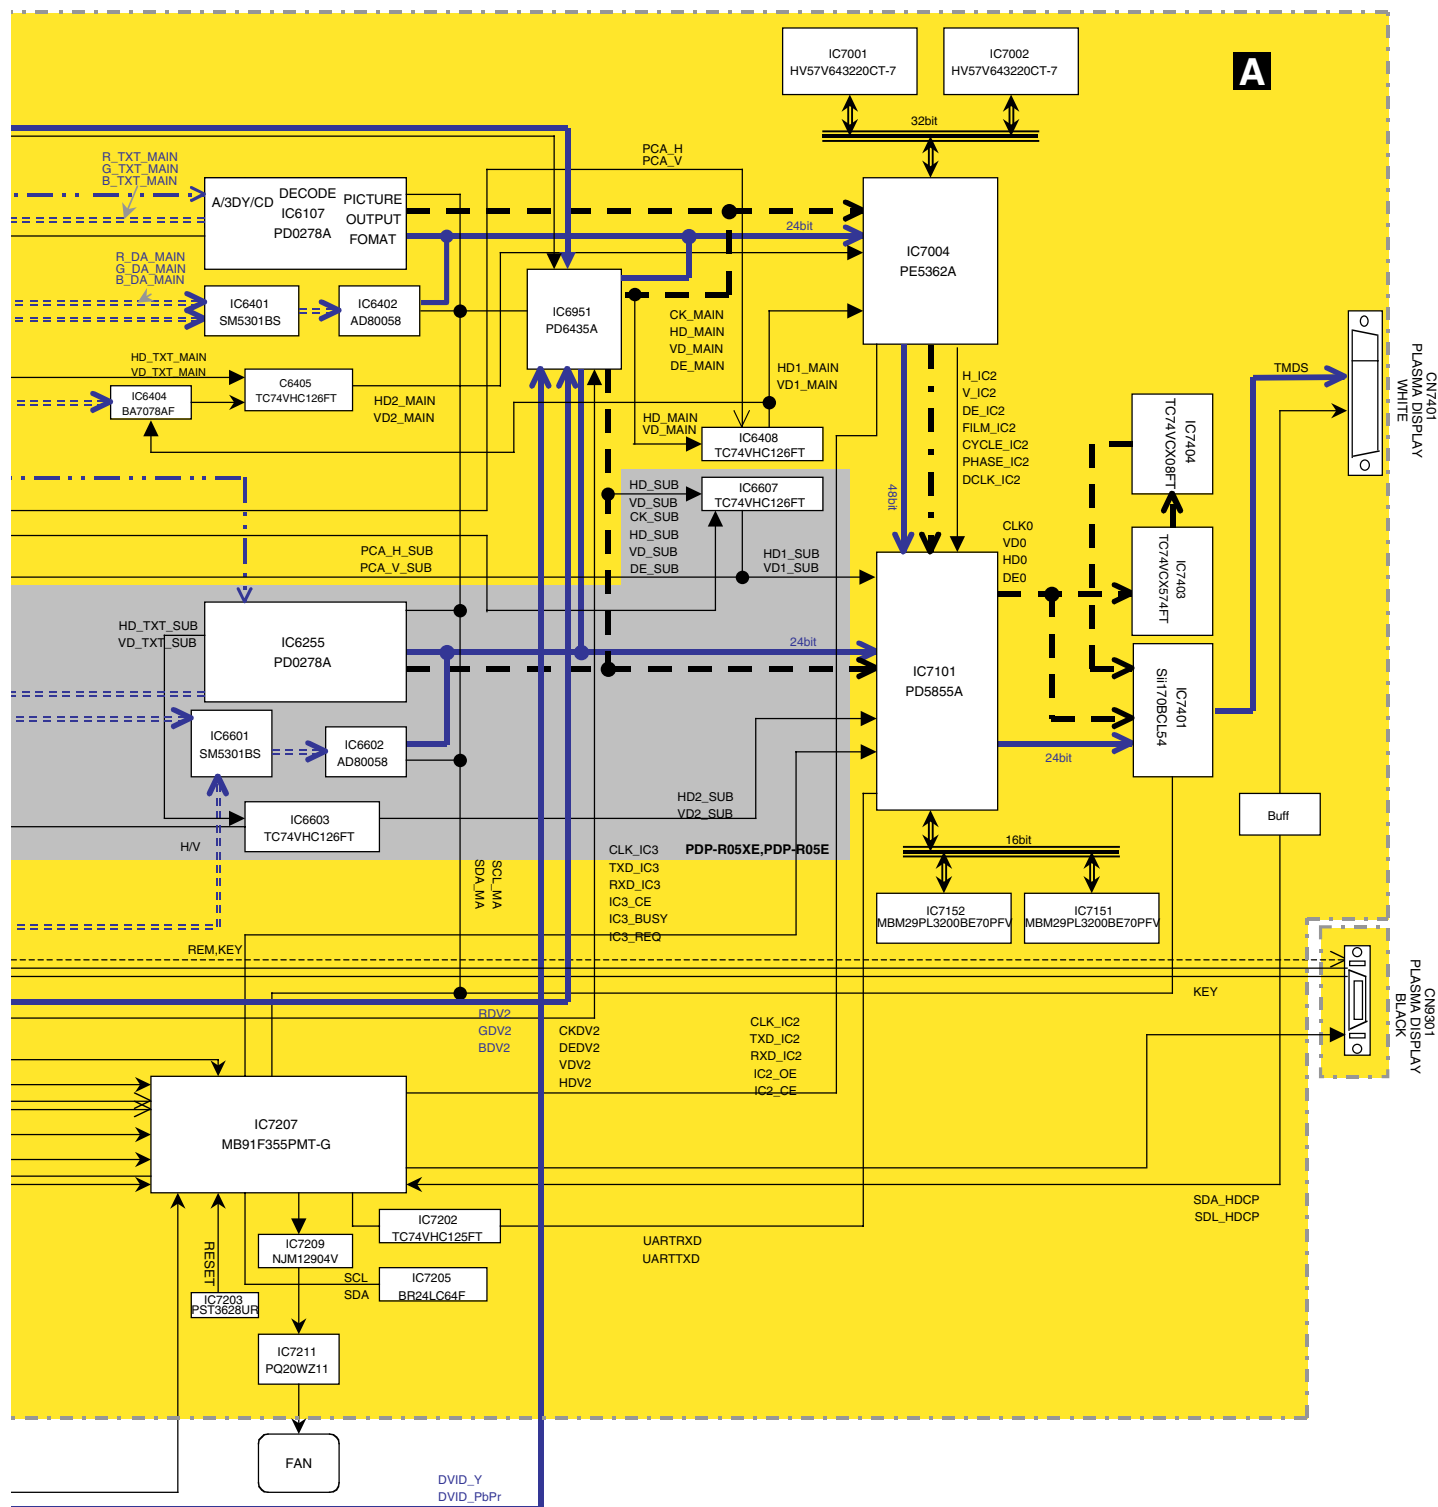 IC7001
HV57V643220CT-7
IC7002
HV57V643220CT-7
A
32bit
R_TXT_MAIN
G_TXT_MAIN
B_TXT_MAIN
PCA_H
PCA_V
A/3DY/CD
DECODE
IC6107
PD0278A
PICTURE
OUTPUT
FOMAT
24bit
IC7004
PE5362A
R_DA_MAIN
G_DA_MAIN
B_DA_MAIN
IC6401
SM5301BS
IC6402
AD80058
IC6951
PD6435A
CK_MAIN
HD_MAIN
VD_MAIN
DE_MAIN
HD_TXT_MAIN
VD_TXT_MAIN
C6405
TC74VHC126FT
IC6404
BA7078AF
HD2_MAIN
VD2_MAIN
HD1_MAIN
VD1_MAIN
HD_MAIN
VD_MAIN
IC6408
TC74VHC126FT
H_IC2
V_IC2
DE_IC2
FILM_IC2
CYCLE_IC2
PHASE_IC2
DCLK_IC2
48bit
TMDS
CN7401
PLASMA DISPLAY
WHITE
IC7404
TC74VCX08FT
IC7403
TC74VCX574FT
IC7401
Sii170BCL54
HD_SUB
VD_SUB
CK_SUB
HD_SUB
VD_SUB
DE_SUB
IC6607
TC74VHC126FT
PCA_H_SUB
PCA_V_SUB
HD1_SUB
VD1_SUB
CLK0
VD0
HD0
DE0
HD_TXT_SUB
VD_TXT_SUB
IC6255
PD0278A
24bit
IC7101
PD5855A
IC6601
SM5301BS
IC6602
AD80058
24bit
IC6603
TC74VHC126FT
HD2_SUB
VD2_SUB
Buff
H/V
SCL_MA
SDA_MA
CLK_IC3
TXD_IC3
RXD_IC3
IC3_CE
IC3_BUSY
IC3_REQ
PDP-R05XE,PDP-R05E
16bit
IC7152
MBM29PL3200BE70PFV
IC7151
MBM29PL3200BE70PFV
REM,KEY
KEY
CN9301
PLASMA DISPLAY
BLACK
RDV2
GDV2
BDV2
CKDV2
DEDV2
VDV2
HDV2
CLK_IC2
TXD_IC2
RXD_IC2
IC2_OE
IC2_CE
IC7207
MB91F355PMT-G
SDA_HDCP
SDL_HDCP
RESET
IC7202
TC74VHC125FT
IC7209
NJM12904V
UARTRXD
UARTTXD
SCL
SDA
IC7205
BR24LC64F
IC7203
PST3628UR
IC7211
PQ20WZ11
FAN
DVID_Y
DVID_PbPr